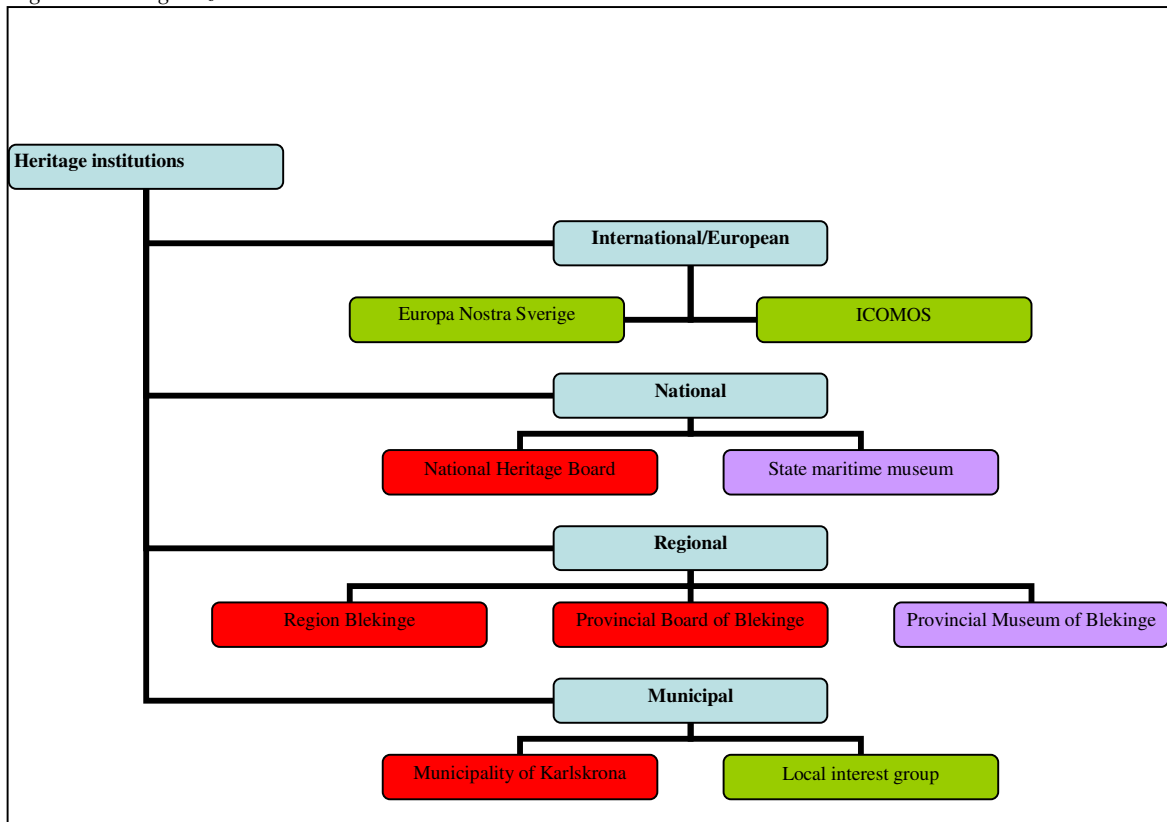 Heritage institutions
International/European
Europa Nostra Sverige
ICOMOS
National
National Heritage Board
State maritime museum
Regional
Region Blekinge
Provincial Board of Blekinge
Provincial Museum of Blekinge
Municipal
Municipality of Karlskrona
Local interest group